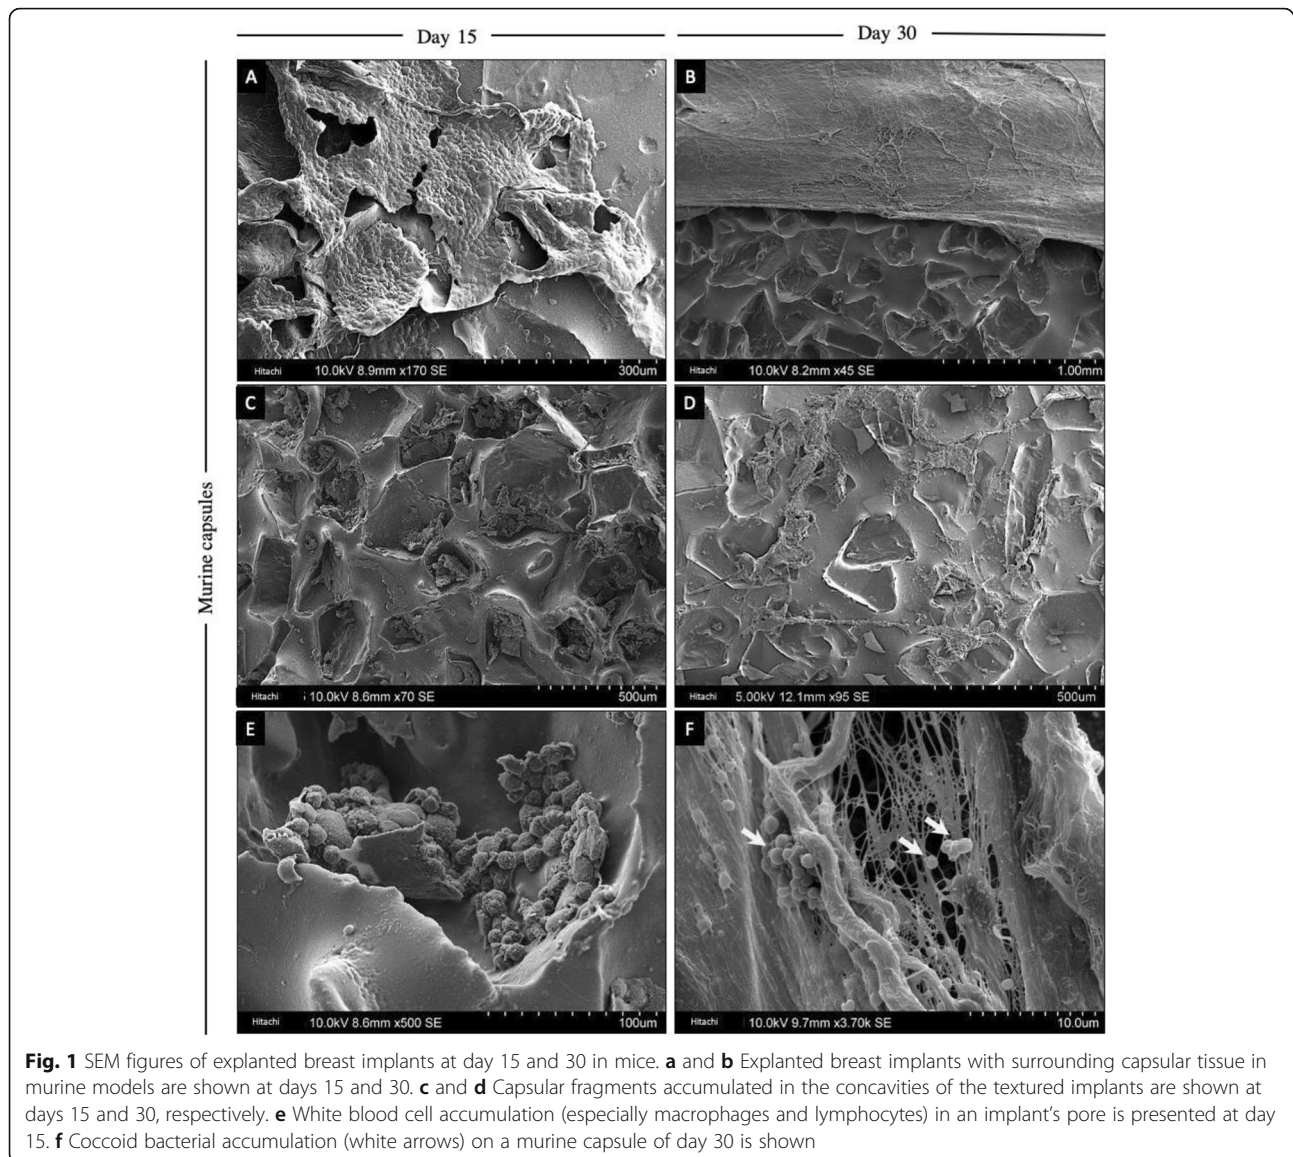 Day 15
Day 30
Murine capsules
A
Hitachi 10.0kV 8.9mm x170 SE 300um
B
Hitachi 10.0kV 8.2mm x45 SE 1.00mm
C
Hitachi 10.0kV 8.6mm x70 SE 500um
D
Hitachi 5.00kV 12.1mm x95 SE 500um
E
Hitachi 10.0kV 8.6mm x500 SE 100um
F
Hitachi 10.0kV 9.7mm x3.70k SE 10.0um
Fig. 1 SEM figures of explanted breast implants at day 15 and 30 in mice. a and b Explanted breast implants with surrounding capsular tissue in
murine models are shown at days 15 and 30. c and d Capsular fragments accumulated in the concavities of the textured implants are shown at
days 15 and 30, respectively. e White blood cell accumulation (especially macrophages and lymphocytes) in an implant's pore is presented at day
15. f Coccoid bacterial accumulation (white arrows) on a murine capsule of day 30 is shown